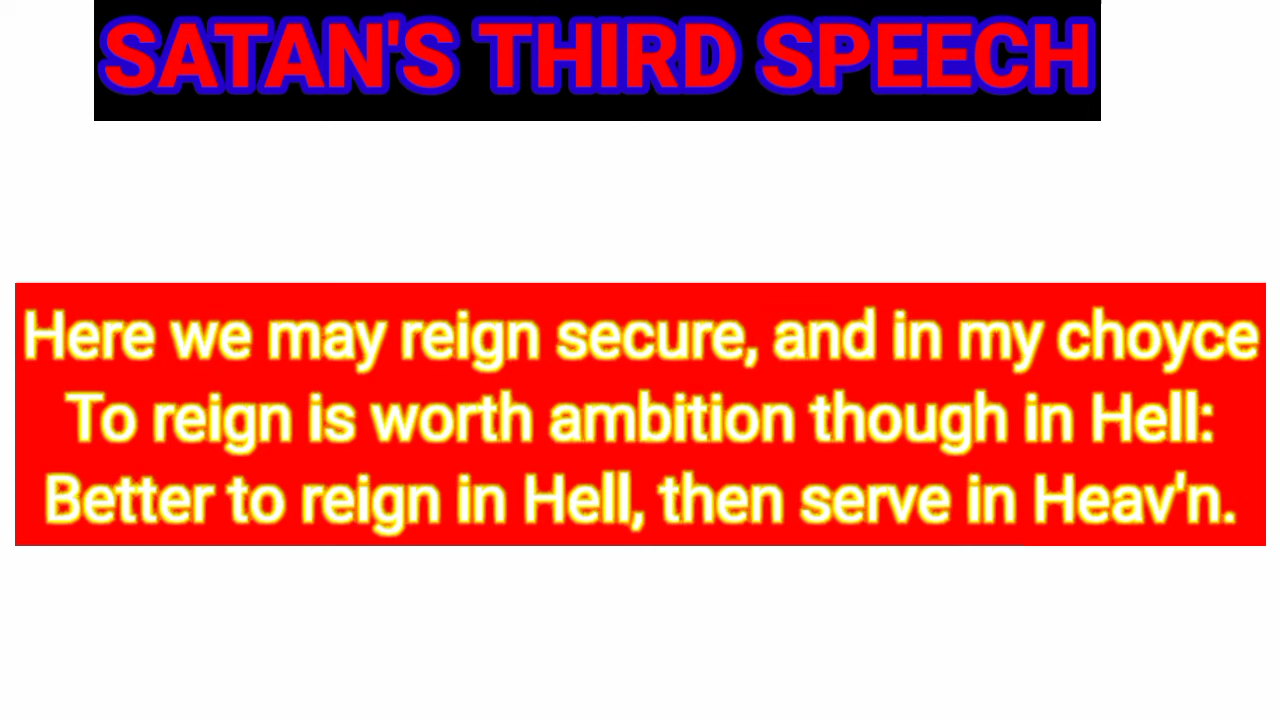 SATAN'S THIRD SPEECH
Here we may reign secure, and in my choyce
To reign is worth ambition though in Hell:
Better to reign in Hell, then serve in Heav'n.